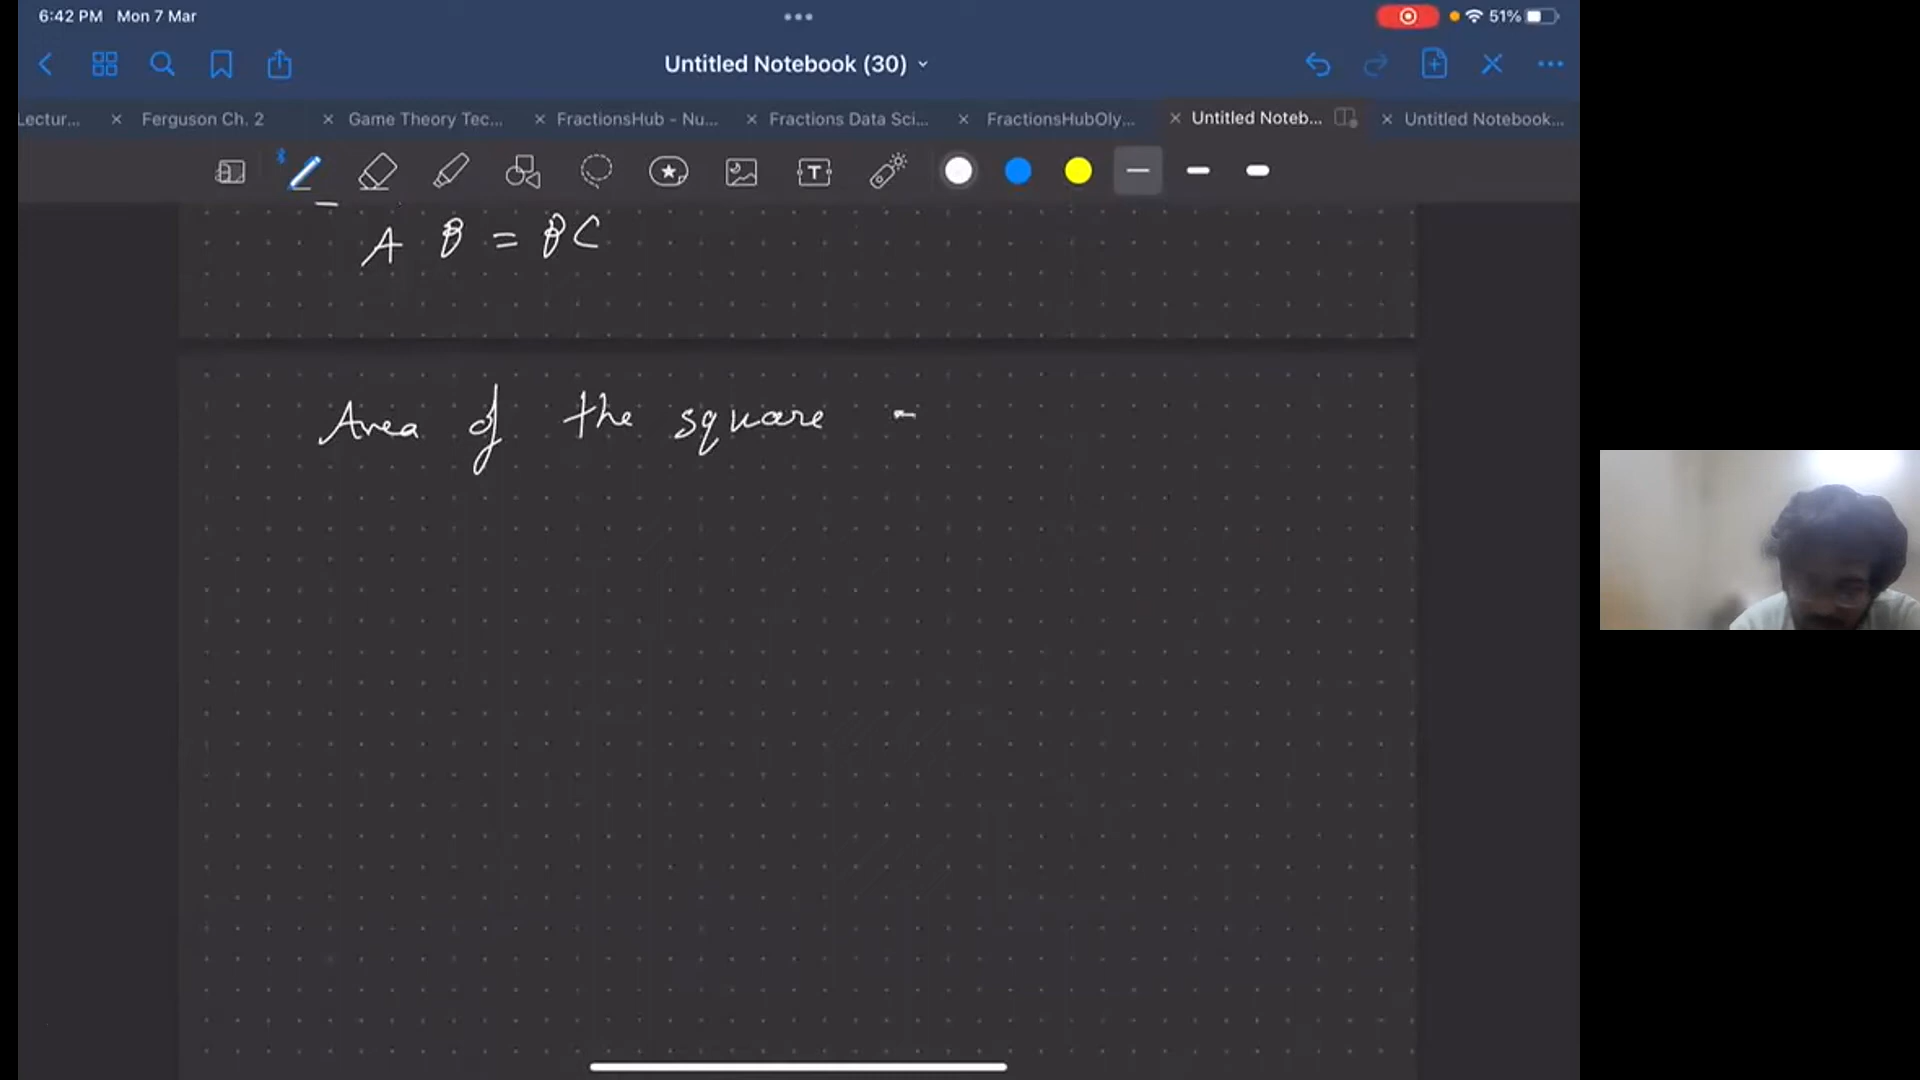 6:42 PM Mon 7 Mar
51%
Untitled Notebook (30)
Lectur... Ferguson Ch. 2 Game Theory Tec... FractionsHub - Nu... Fractions Data Sci... FractionsHubOly... Untitled Noteb... Untitled Notebook...
T
A B = BC
Area of the square -